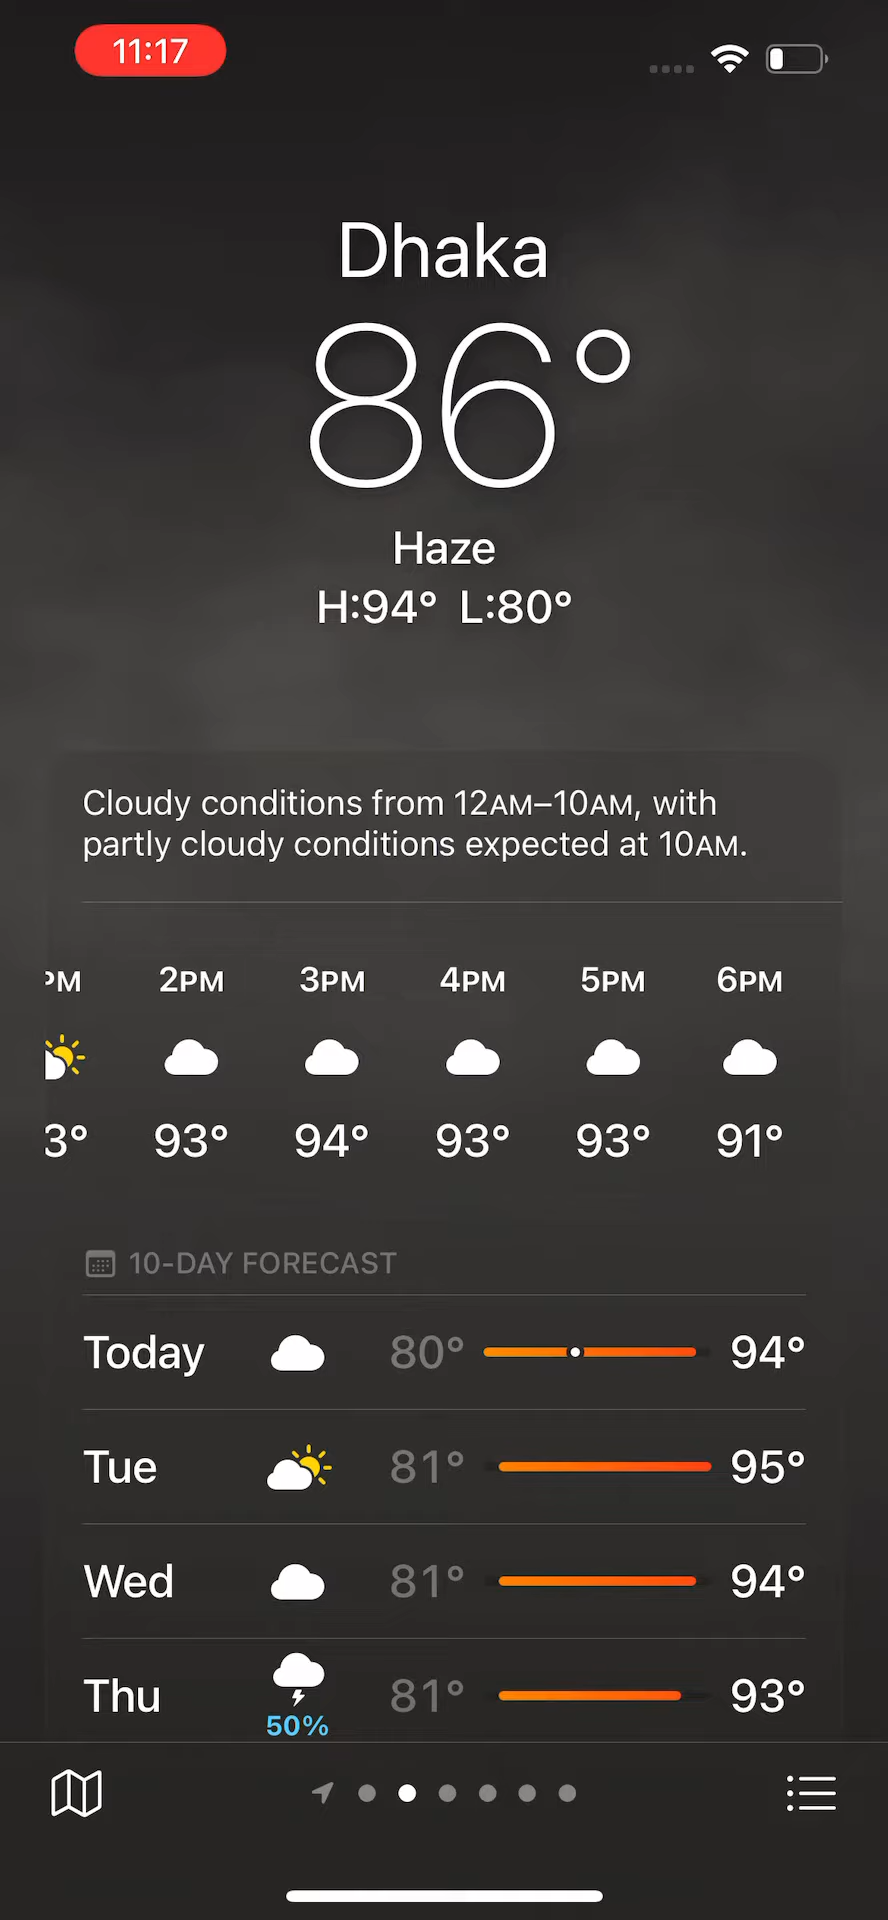 11:17
Dhaka
86°
Haze
H:94° L:80°
Cloudy conditions from 12AM–10AM, with
partly cloudy conditions expected at 10AM.
PM 2PM 3PM 4PM 5PM 6PM
3° 93° 94° 93° 93° 91°
10-DAY FORECAST
Today 80° 94°
Tue 81° 95°
Wed 81° 94°
Thu 50% 81° 93°